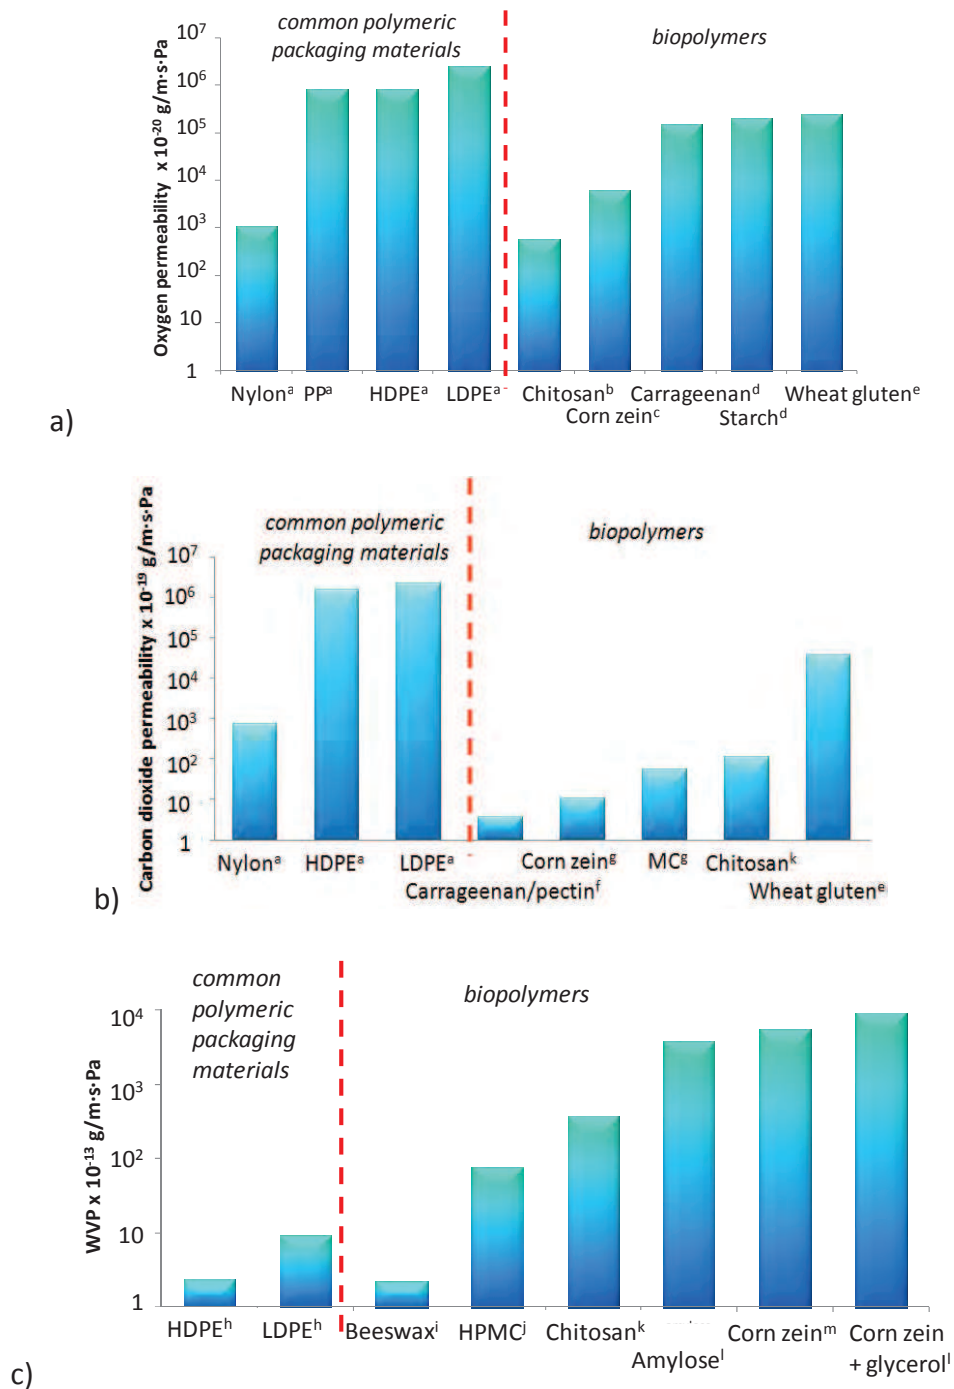 common polymeric
packaging materials
biopolymers
Oxygen permeability x 10⁻²⁰ g/m·s·Pa
10⁷
10⁶
10⁵
10⁴
10³
10²
10
1
Nylonᵃ PPᵃ HDPEᵃ LDPEᵃ Chitosanᵇ Carrageenanᵈ Wheat glutenᵉ
Corn zeinᶜ Starchᵈ
a)
common polymeric
packaging materials
biopolymers
Carbon dioxide permeability x 10⁻¹⁹ g/m·s·Pa
10⁷
10⁶
10⁵
10⁴
10³
10²
10
1
Nylonᵃ HDPEᵃ LDPEᵃ Corn zeinᵍ MCᵍ Chitosanᵏ
Carrageenan/pectinᶠ Wheat glutenᵉ
b)
common
polymeric
packaging
materials
biopolymers
WVP x 10⁻¹³ g/m·s·Pa
10⁴
10³
10²
10
1
HDPEʰ LDPEʰ Beeswaxⁱ HPMCʲ Chitosanᵏ Corn zeinᵐ Corn zein
Amyloseˡ + glycerolˡ
c)